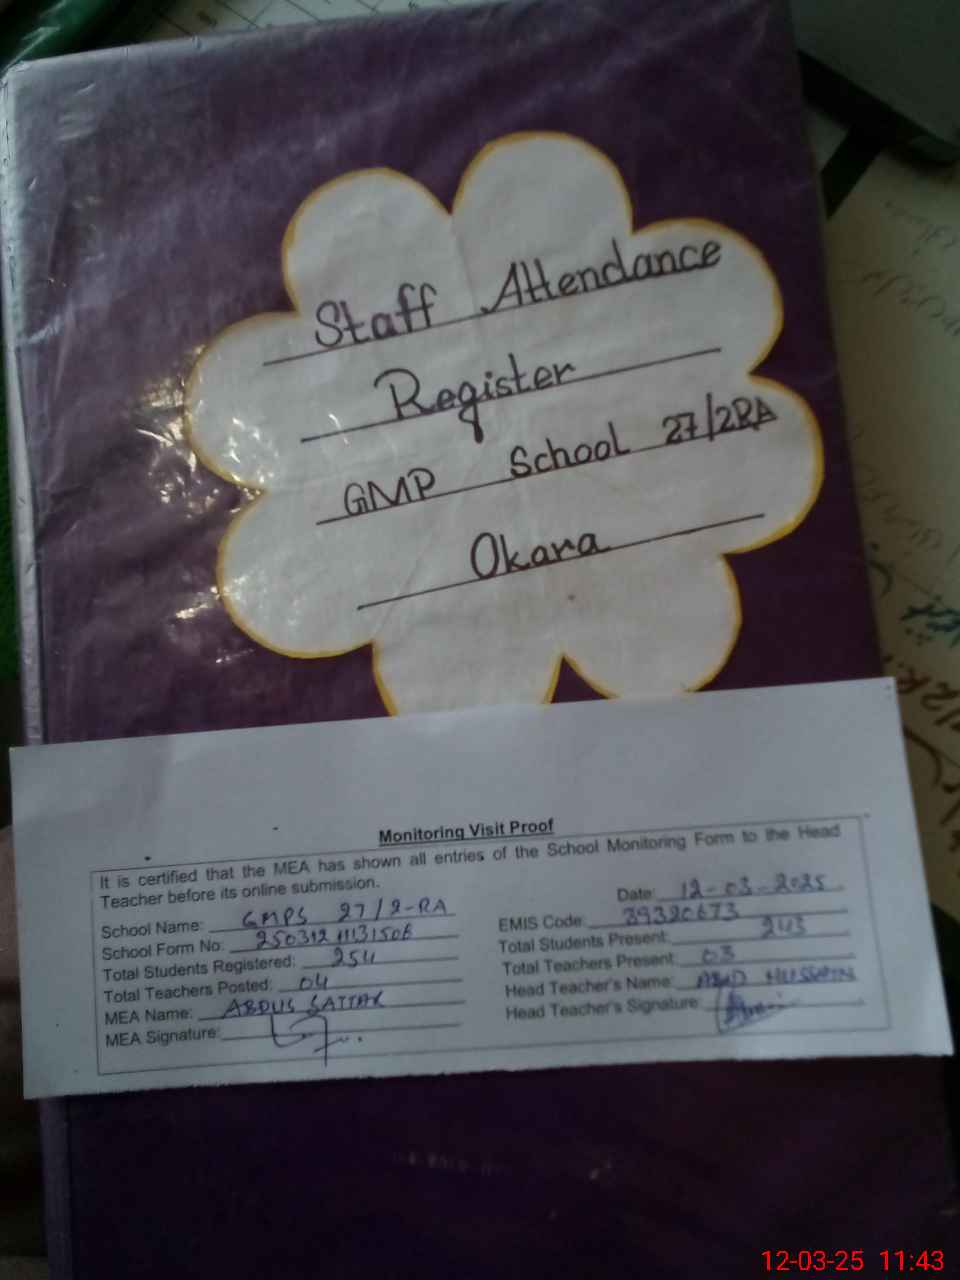 Staff Attendance
Register
GMP School 27/2RA
Okara
Monitoring Visit Proof
It is certified that the MEA has shown all entries of the School Monitoring Form to the Head
Teacher before its online submission.
Date: 12-03-2025
School Name: GMPS 27/2-RA
EMIS Code: 39320673
School Form No:
Total Students Present: 243
Total Students Registered: 254
Total Teachers Present: 03
Total Teachers Posted: 04
Head Teacher's Name: HUSSAIN
MEA Name: ABDUS SATTAR
Head Teacher's Signature:
MEA Signature:
12-03-25 11:43